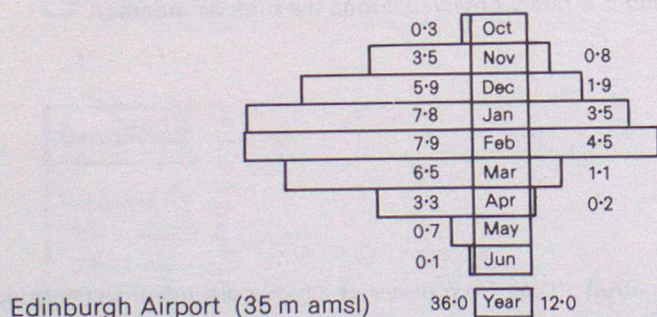 0·3 Oct
3·5 Nov 0·8
5·9 Dec 1·9
7·8 Jan 3·5
7·9 Feb 4·5
6·5 Mar 1·1
3·3 Apr 0·2
0·7 May
0·1 Jun
Edinburgh Airport (35 m amsl) 36·0 Year 12·0